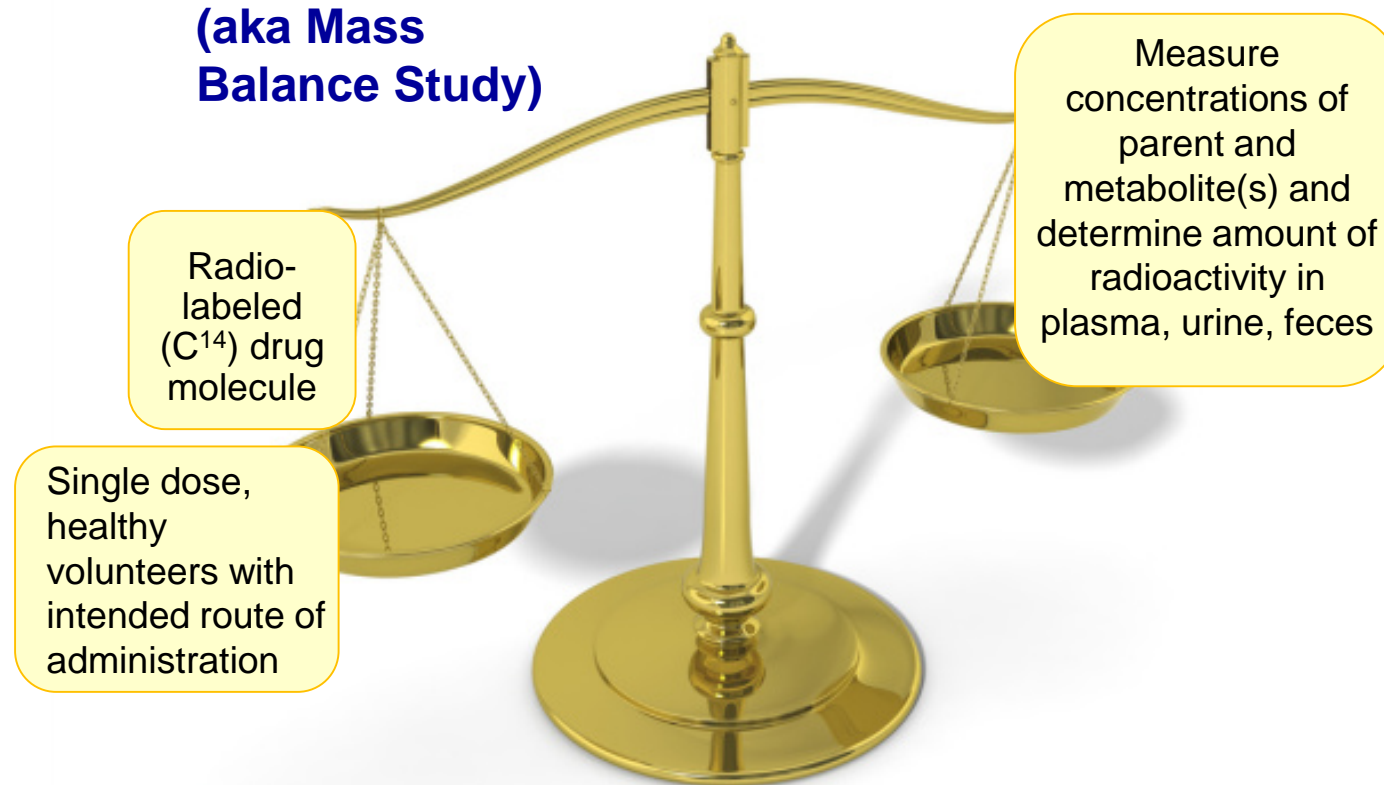 (aka Mass
Balance Study)
Radio-
labeled
(C¹⁴) drug
molecule
Single dose,
healthy
volunteers with
intended route of
administration
Measure
concentrations of
parent and
metabolite(s) and
determine amount of
radioactivity in
plasma, urine, feces